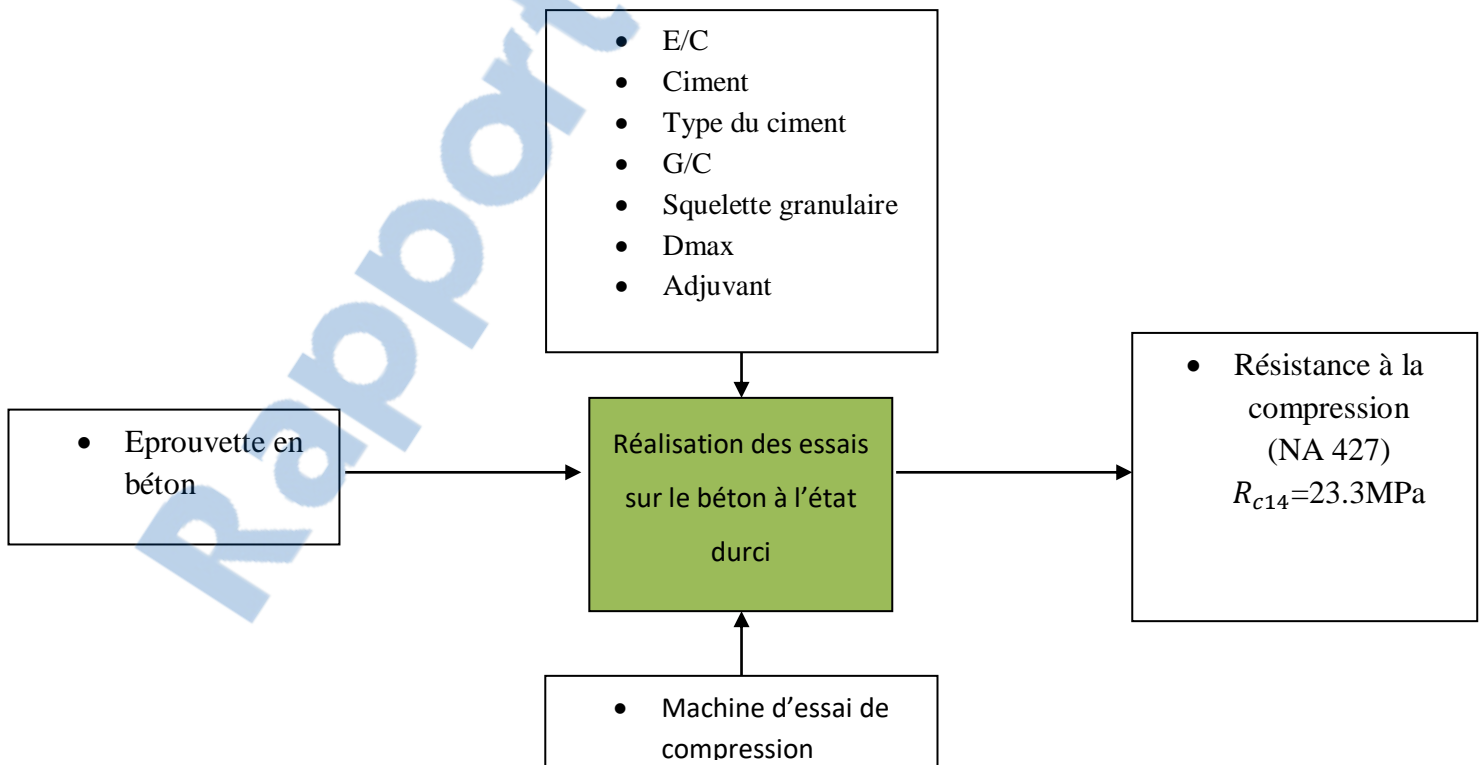 • E/C
• Ciment
• Type du ciment
• G/C
• Squelette granulaire
• Dmax
• Adjuvant
• Eprouvette en
béton
Réalisation des essais
sur le béton à l’état
durci
• Résistance à la
compression
(NA 427)
𝑅𝑐14=23.3MPa
• Machine d’essai de
compression
Rapport